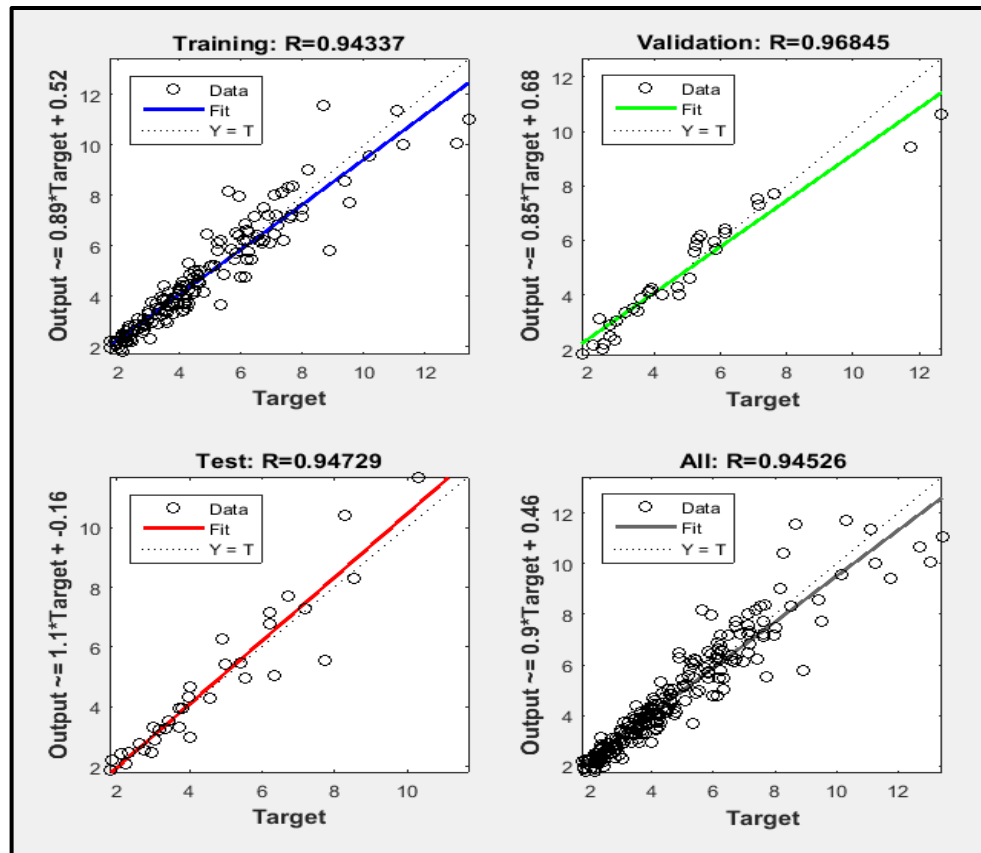 Training: R=0.94337
Output ~= 0.89*Target + 0.52
12
10
8
6
4
2
Data
Fit
Y = T
2 4 6 8 10 12
Target
Validation: R=0.96845
Output ~= 0.85*Target + 0.68
12
10
8
6
4
2
Data
Fit
Y = T
2 4 6 8 10 12
Target
Test: R=0.94729
Output ~= 1.1*Target + -0.16
10
8
6
4
2
Data
Fit
Y = T
2 4 6 8 10
Target
All: R=0.94526
Output ~= 0.9*Target + 0.46
12
10
8
6
4
2
Data
Fit
Y = T
2 4 6 8 10 12
Target